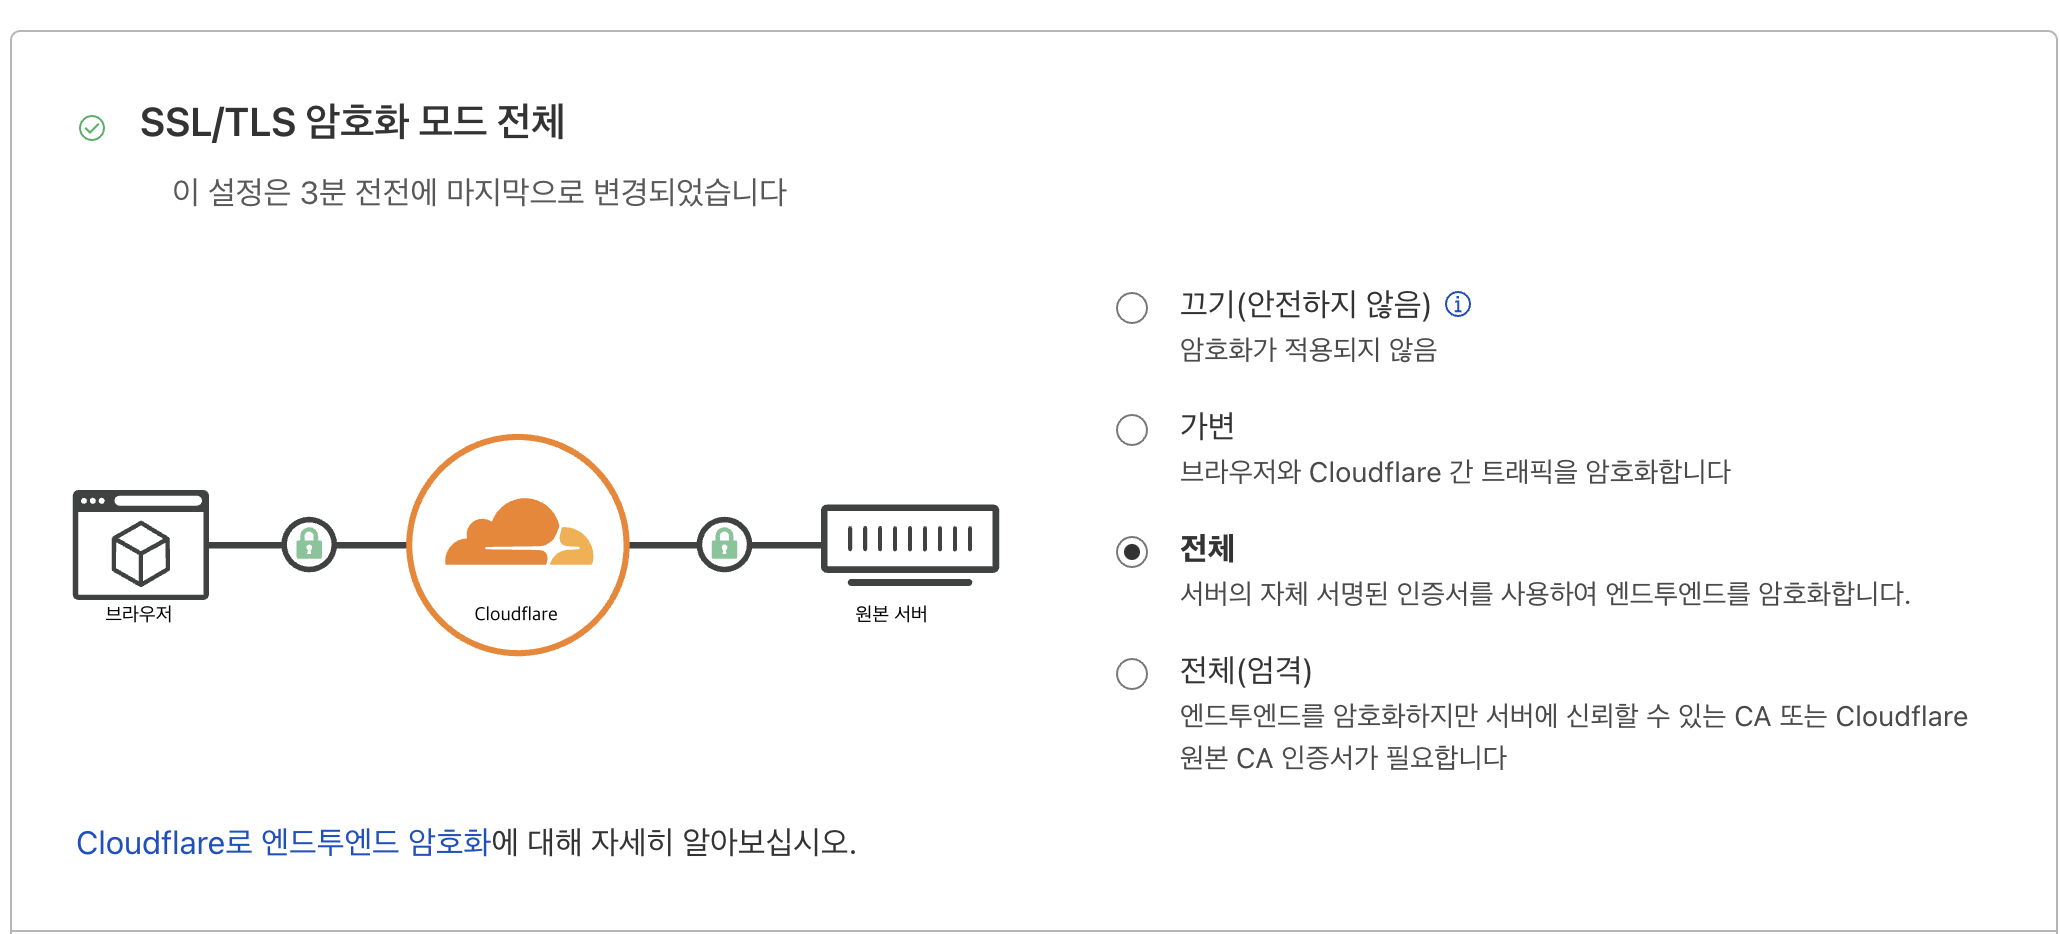 SSL/TLS 암호화 모드 전체
이 설정은 3분 전전에 마지막으로 변경되었습니다
브라우저
Cloudflare
원본 서버
끄기(안전하지 않음)
암호화가 적용되지 않음
가변
브라우저와 Cloudflare 간 트래픽을 암호화합니다
전체
서버의 자체 서명된 인증서를 사용하여 엔드투엔드를 암호화합니다.
전체(엄격)
엔드투엔드를 암호화하지만 서버에 신뢰할 수 있는 CA 또는 Cloudflare
원본 CA 인증서가 필요합니다
Cloudflare로 엔드투엔드 암호화에 대해 자세히 알아보십시오.